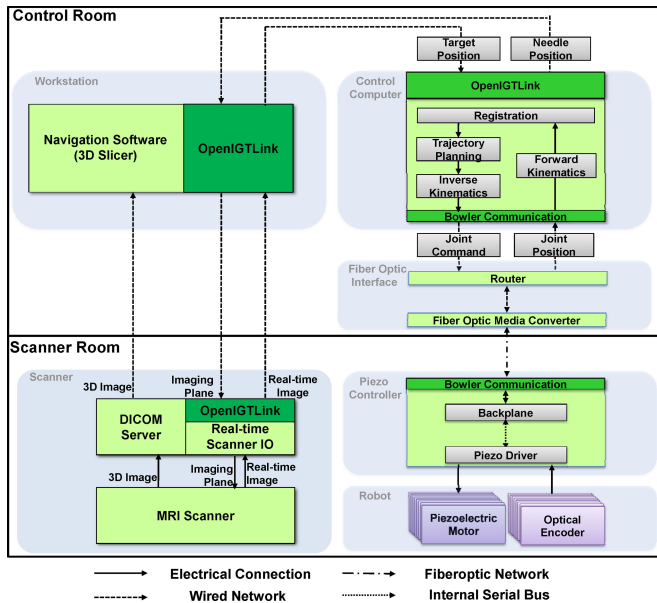 Control Room
Target
Position
Needle
Position
Workstation
Control
Computer
OpenIGTLink
Navigation Software
(3D Slicer)
OpenIGTLink
Registration
Trajectory
Planning
Forward
Kinematics
Inverse
Kinematics
Bowler Communication
Joint
Command
Joint
Position
Fiber Optic
Interface
Router
Fiber Optic Media Converter
Scanner Room
Scanner
3D Image
Imaging
Plane
Real-time
Image
Piezo
Controller
Bowler Communication
DICOM
Server
OpenIGTLink
Real-time
Scanner IO
Backplane
Piezo Driver
3D Image
Imaging
Plane
Real-time
Image
MRI Scanner
Robot
Piezoelectric
Motor
Optical
Encoder
Electrical Connection
Fiberoptic Network
Wired Network
Internal Serial Bus